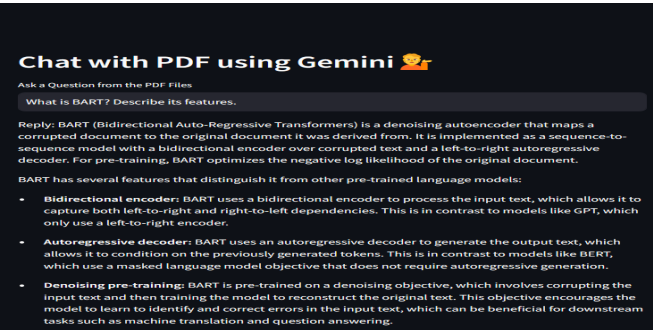 Chat with PDF using Gemini 💁
Ask a Question from the PDF Files
What is BART? Describe its features.
Reply: BART (Bidirectional Auto-Regressive Transformers) is a denoising autoencoder that maps a
corrupted document to the original document it was derived from. It is implemented as a sequence-to-
sequence model with a bidirectional encoder over corrupted text and a left-to-right autoregressive
decoder. For pre-training, BART optimizes the negative log likelihood of the original document.
BART has several features that distinguish it from other pre-trained language models:
• Bidirectional encoder: BART uses a bidirectional encoder to process the input text, which allows it to
capture both left-to-right and right-to-left dependencies. This is in contrast to models like GPT, which
only use a left-to-right encoder.
• Autoregressive decoder: BART uses an autoregressive decoder to generate the output text, which
allows it to condition on the previously generated tokens. This is in contrast to models like BERT,
which use a masked language model objective that does not require autoregressive generation.
• Denoising pre-training: BART is pre-trained on a denoising objective, which involves corrupting the
input text and then training the model to reconstruct the original text. This objective encourages the
model to learn to identify and correct errors in the input text, which can be beneficial for downstream
tasks such as machine translation and question answering.